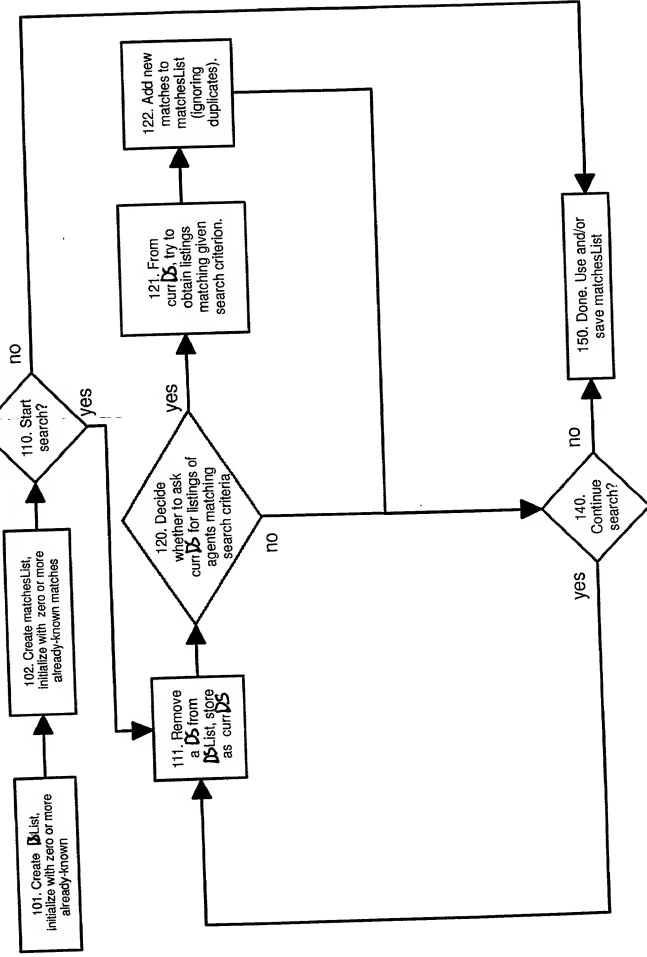 101. Create DSList,
initialize with zero or more
already-known
102. Create matchesList,
initialize with zero or more
already-known matches
110. Start
search?
no
yes
111. Remove
a DS from
DSList, store
as currDS
120. Decide
whether to ask
currDS for listings of
agents matching
search criteria
yes
no
121. From
currDS, try to
obtain listings
matching given
search criterion.
122. Add new
matches to
matchesList
(ignoring
duplicates).
140.
Continue
search?
yes
no
150. Done. Use and/or
save matchesList